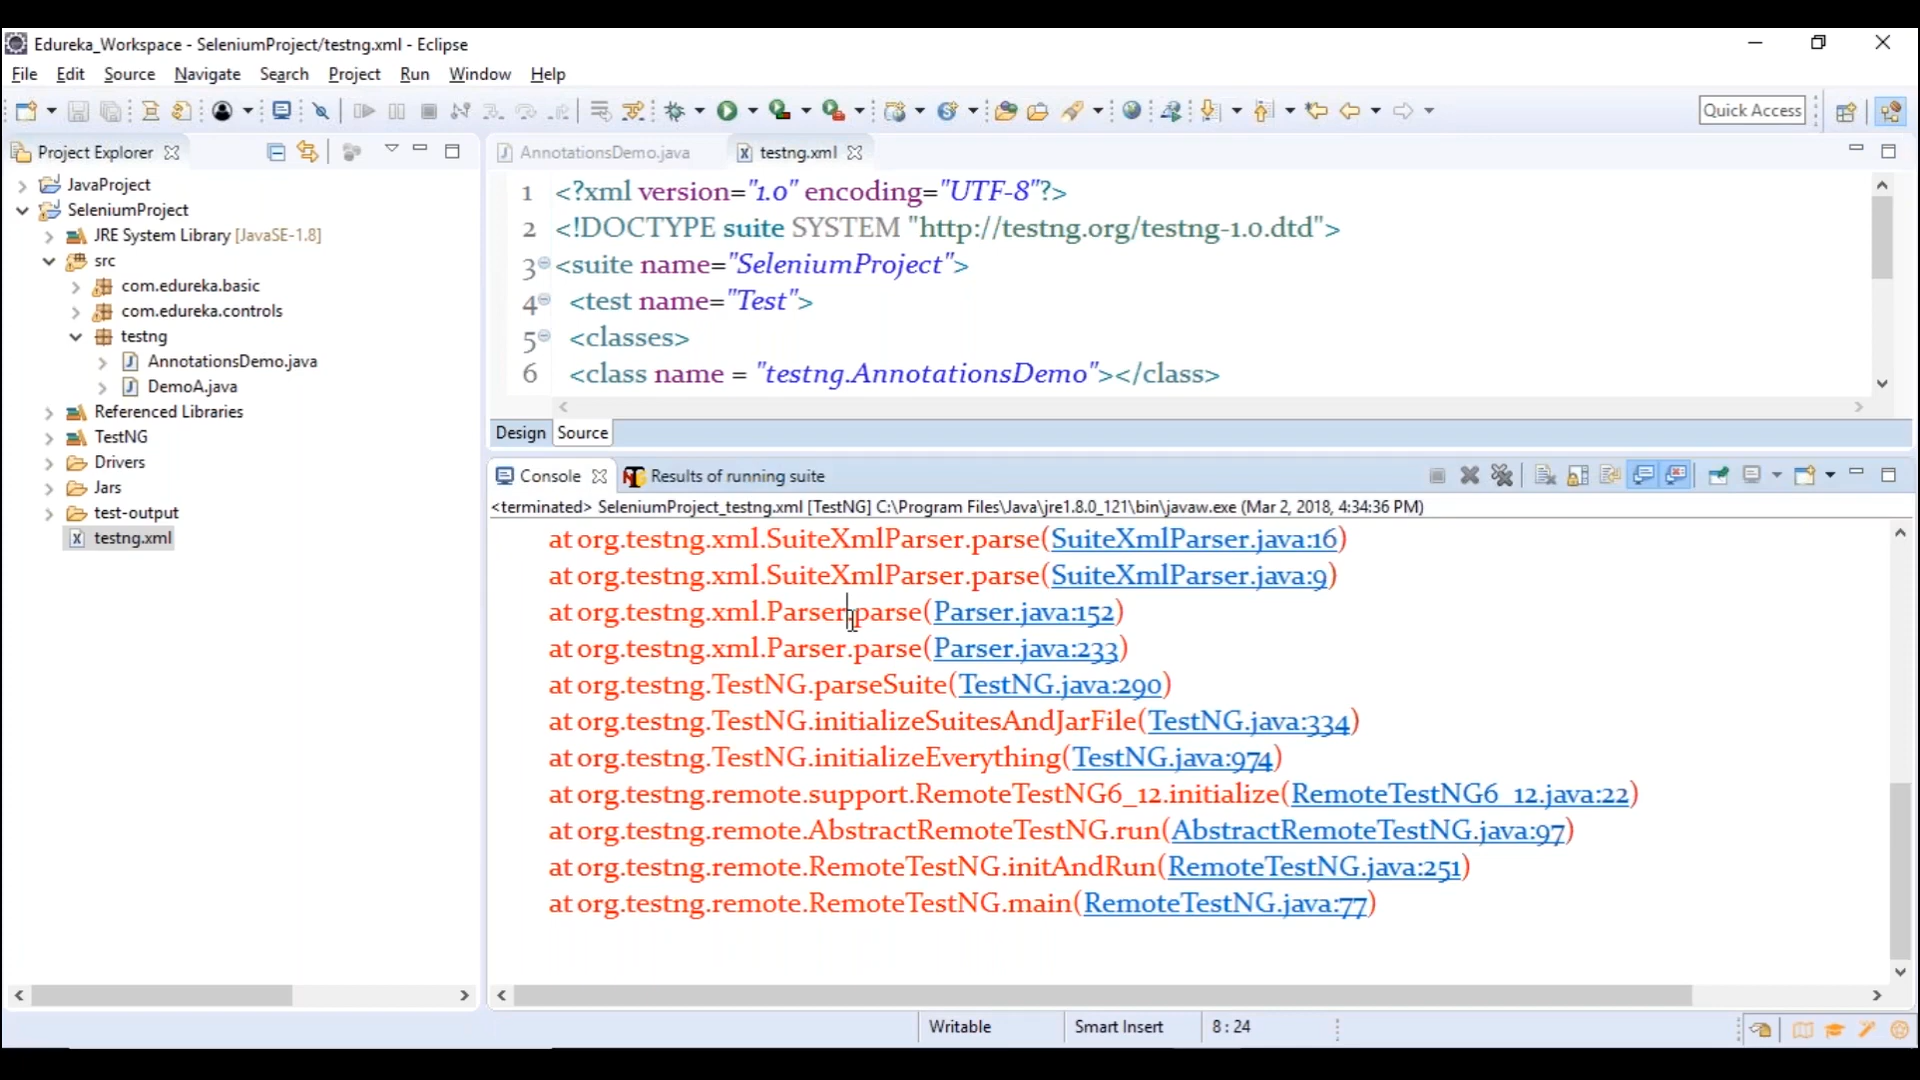 Edureka_Workspace - SeleniumProject/testng.xml - Eclipse
File Edit Source Navigate Search Project Run Window Help
Quick Access
Project Explorer
JavaProject
SeleniumProject
JRE System Library [JavaSE-1.8]
src
com.edureka.basic
com.edureka.controls
testng
AnnotationsDemo.java
DemoA.java
Referenced Libraries
TestNG
Drivers
Jars
test-output
testng.xml
AnnotationsDemo.java testng.xml
1 <?xml version="1.0" encoding="UTF-8"?>
2 <!DOCTYPE suite SYSTEM "http://testng.org/testng-1.0.dtd">
3 <suite name="SeleniumProject">
4 <test name="Test">
5 <classes>
6 <class name = "testng.AnnotationsDemo"></class>
Design Source
Console Results of running suite
<terminated> SeleniumProject_testng.xml [TestNG] C:\Program Files\Java\jre1.8.0_121\bin\javaw.exe (Mar 2, 2018, 4:34:36 PM)
at org.testng.xml.SuiteXmlParser.parse(SuiteXmlParser.java:16)
at org.testng.xml.SuiteXmlParser.parse(SuiteXmlParser.java:9)
at org.testng.xml.Parser.parse(Parser.java:152)
at org.testng.xml.Parser.parse(Parser.java:233)
at org.testng.TestNG.parseSuite(TestNG.java:290)
at org.testng.TestNG.initializeSuitesAndJarFile(TestNG.java:334)
at org.testng.TestNG.initializeEverything(TestNG.java:974)
at org.testng.remote.support.RemoteTestNG6_12.initialize(RemoteTestNG6_12.java:22)
at org.testng.remote.AbstractRemoteTestNG.run(AbstractRemoteTestNG.java:97)
at org.testng.remote.RemoteTestNG.initAndRun(RemoteTestNG.java:251)
at org.testng.remote.RemoteTestNG.main(RemoteTestNG.java:77)
Writable Smart Insert 8 : 24